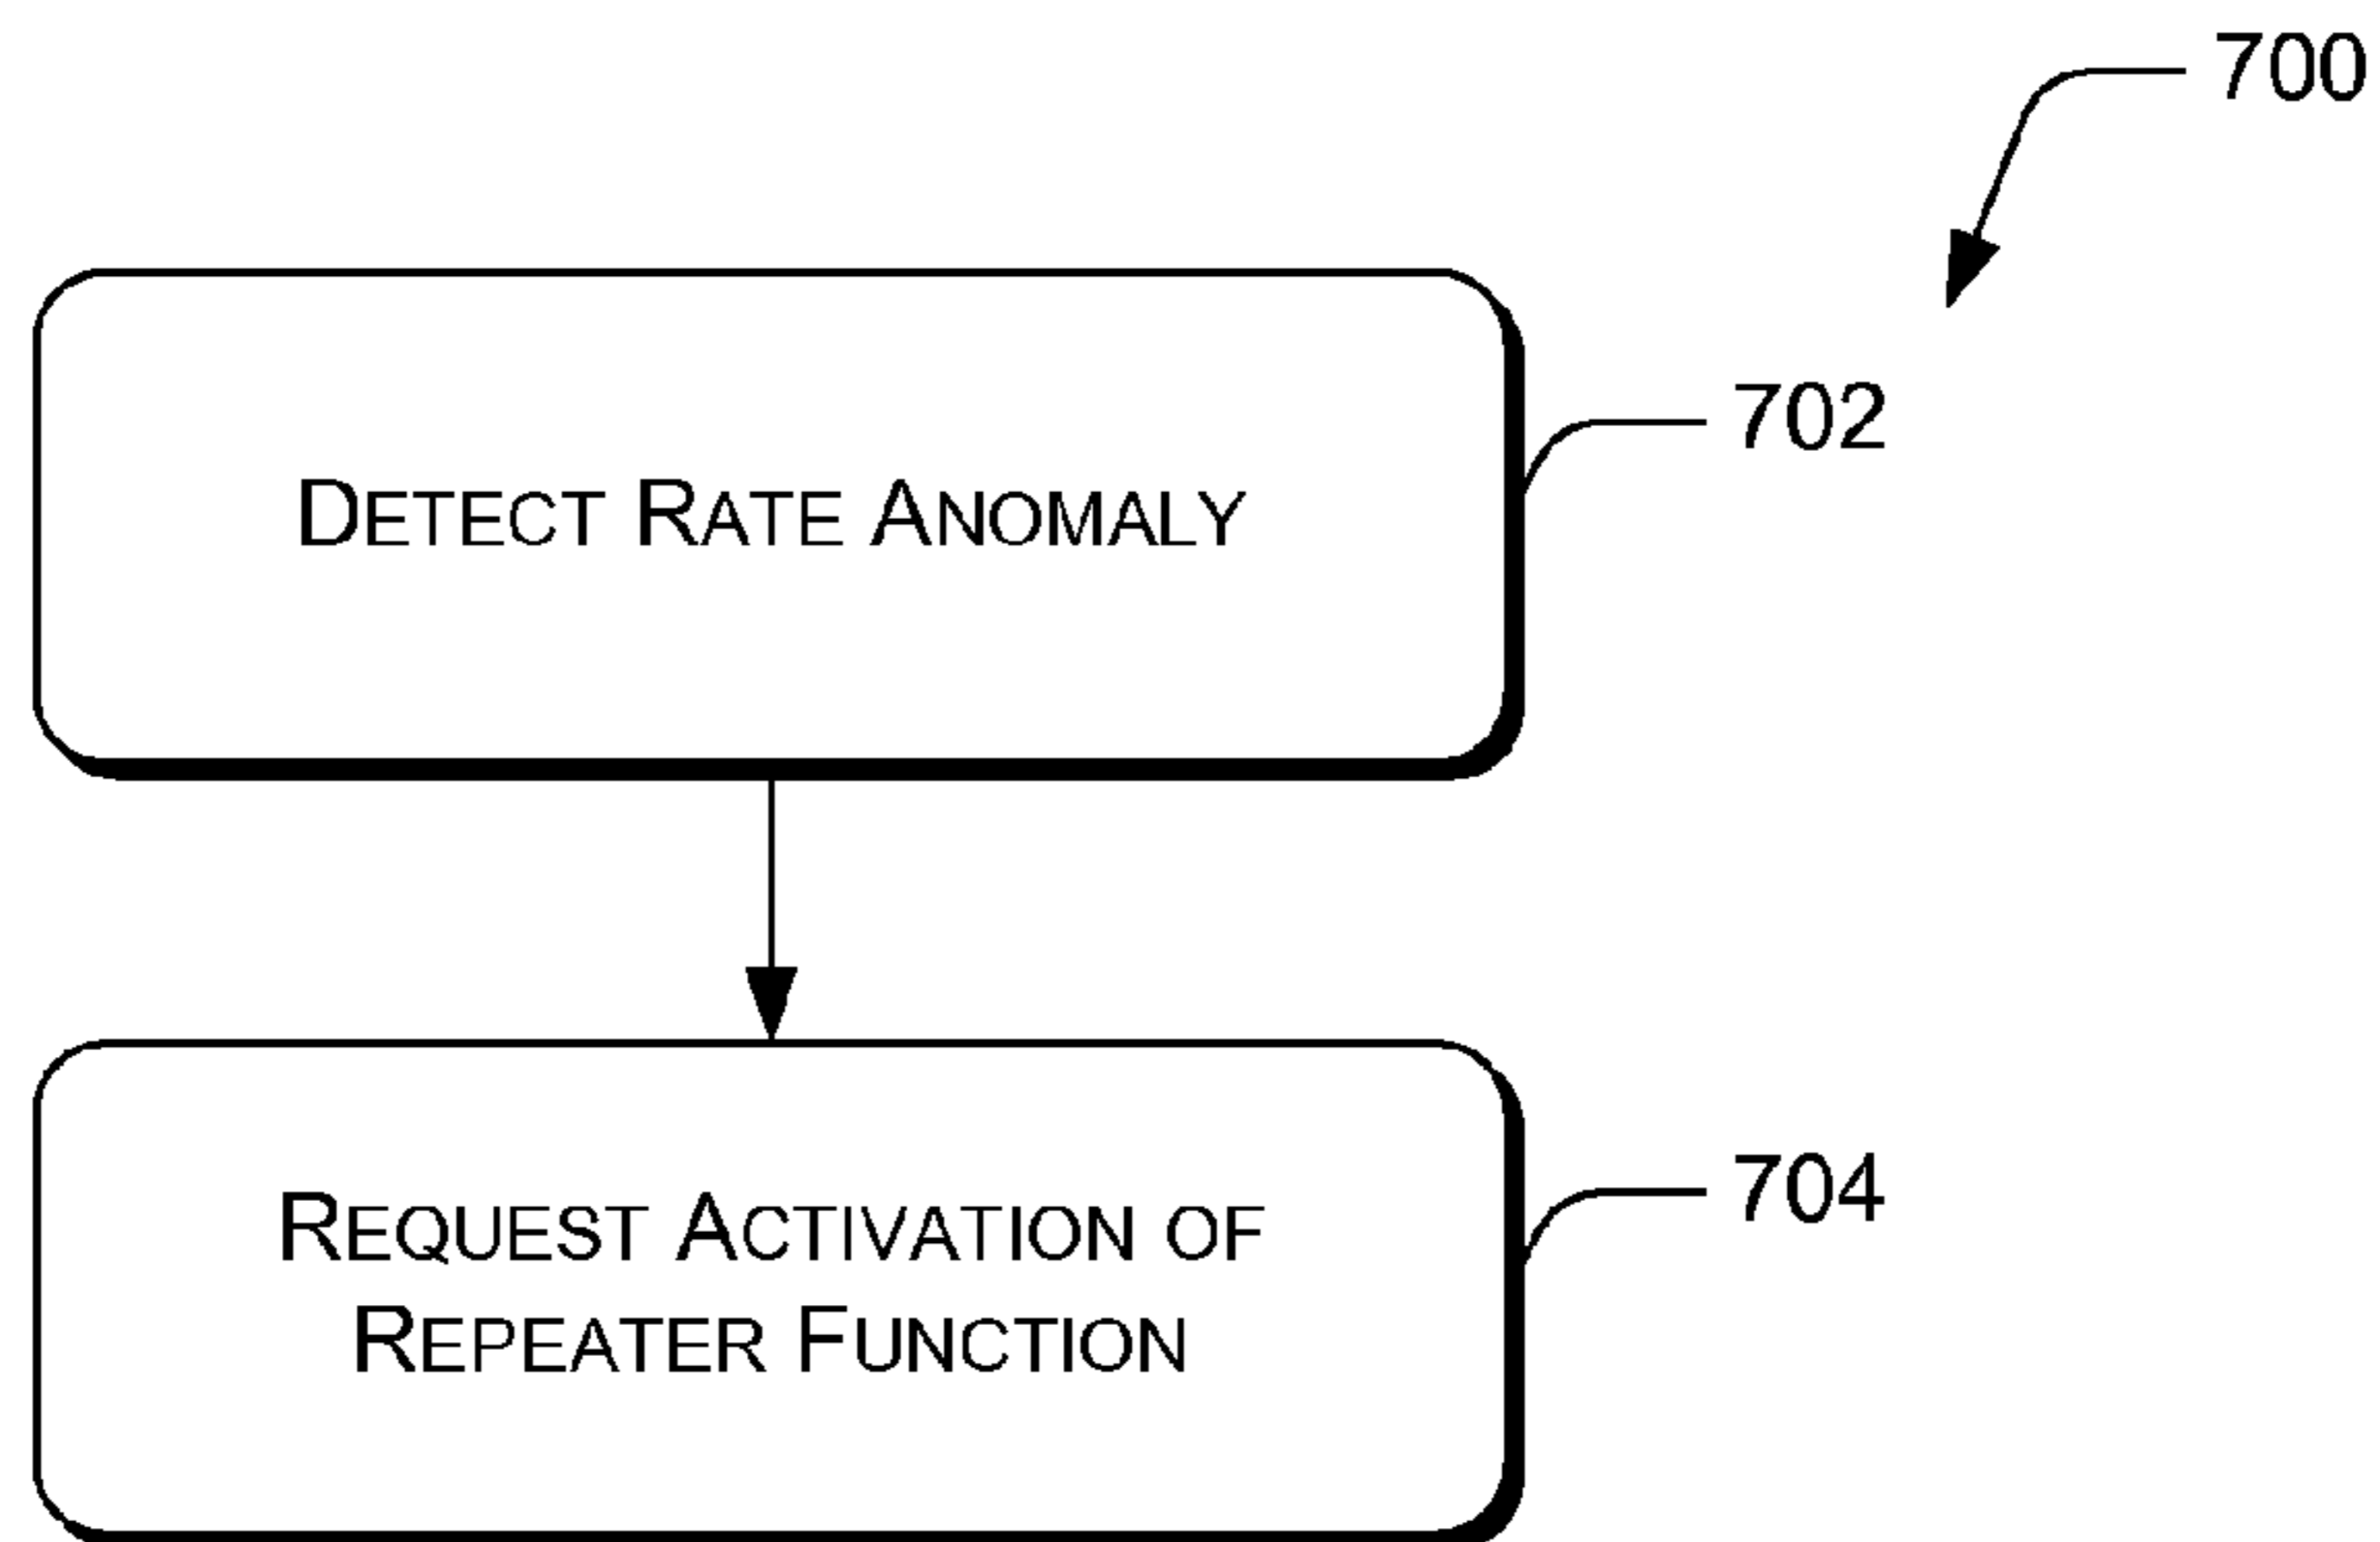 700
702
DETECT RATE ANOMALY
704
REQUEST ACTIVATION OF
REPEATER FUNCTION